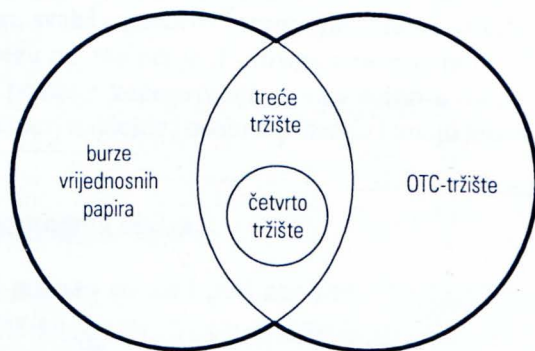 burze
vrijednosnih
papira
treće
tržište
četvrto
tržište
OTC-tržište